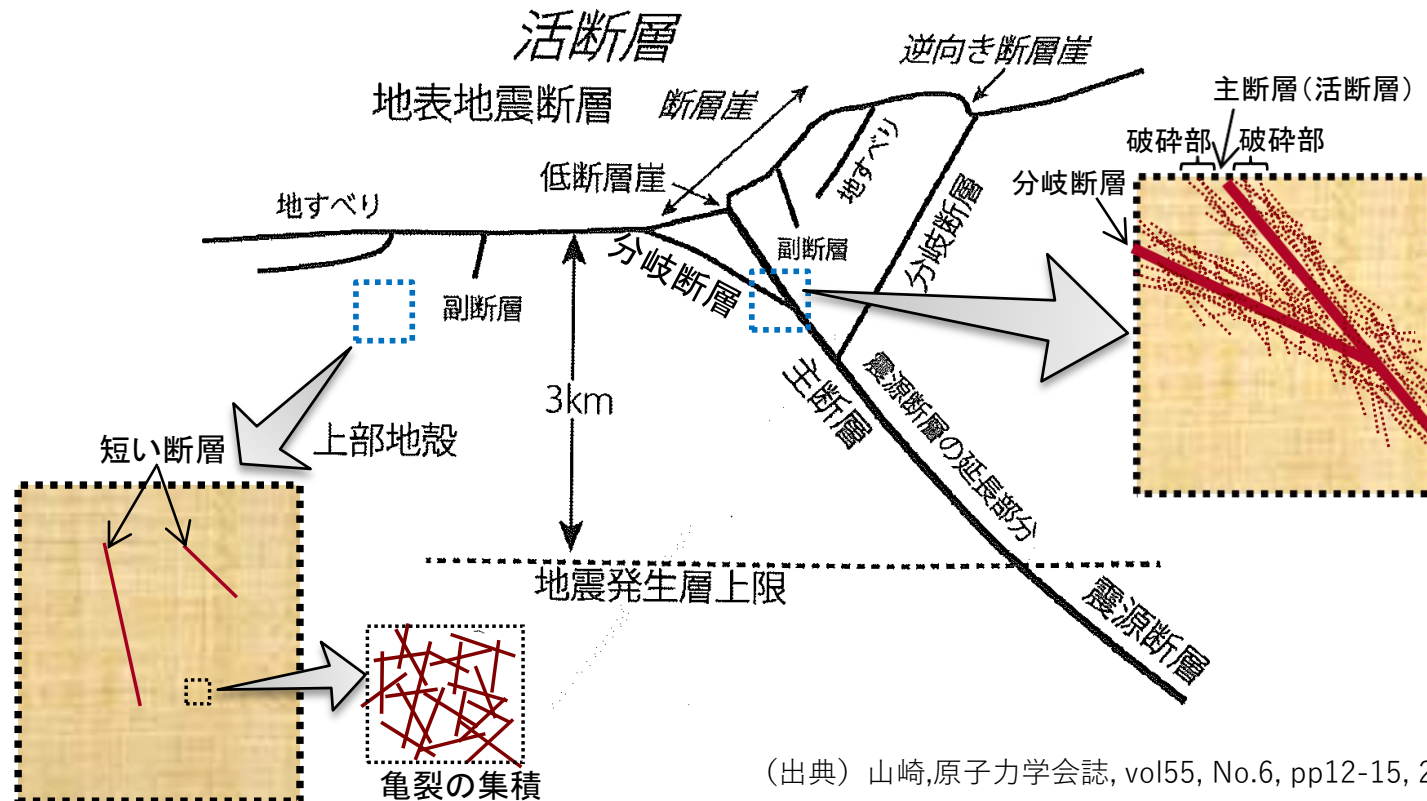 活断層
逆向き断層崖
地表地震断層
断層崖
主断層（活断層）
破砕部
破砕部
低断層崖
地すべり
分岐断層
地すべり
副断層
分岐断層
分岐断層
副断層
3km
主断層
震源断層の延長部分
上部地殻
短い断層
地震発生層上限
震源断層
亀裂の集積
（出典）山崎,原子力学会誌, vol55, No.6, pp12-15, 2